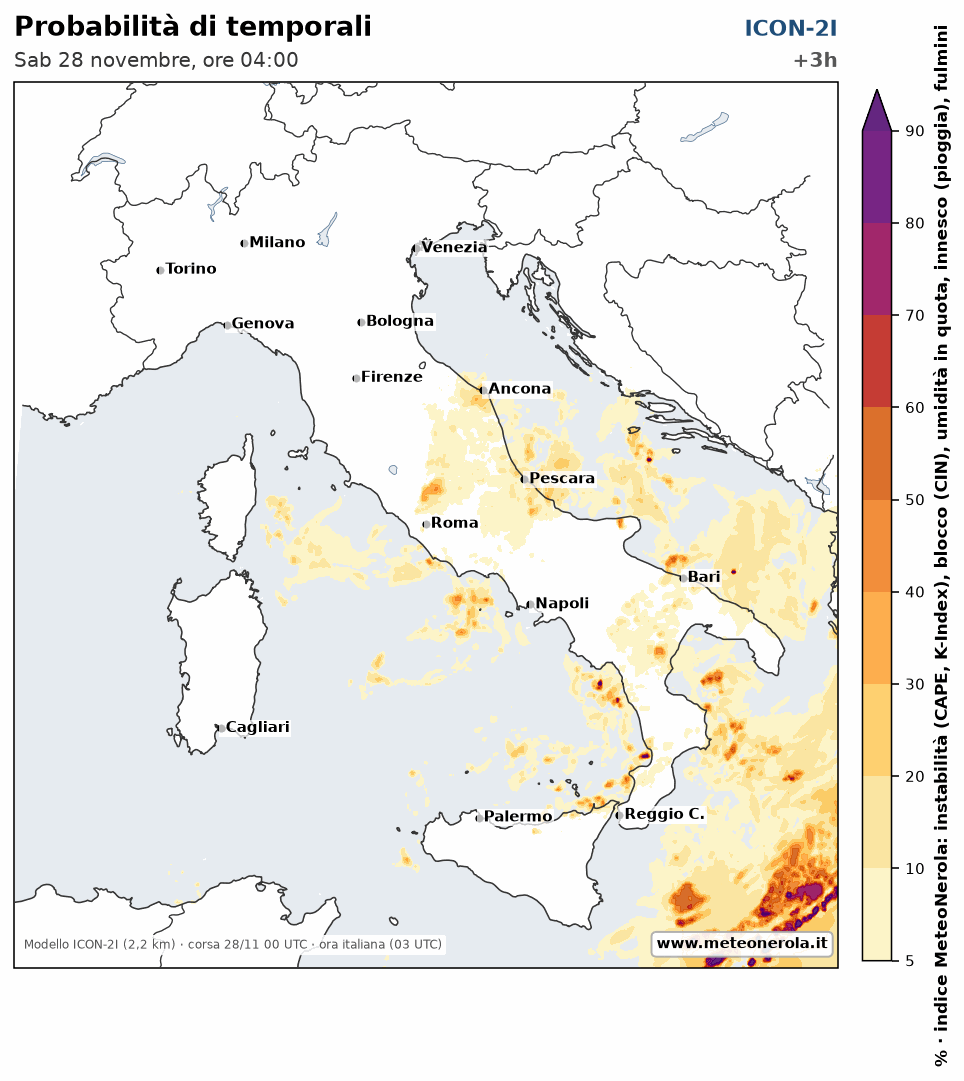 Probabilità di temporali
ICON-2I
Sab 28 novembre, ore 04:00
+3h
Milano
Venezia
Torino
Genova
Bologna
Firenze
Ancona
Pescara
Roma
Bari
Napoli
Cagliari
Palermo
Reggio C.
Modello ICON-2I (2,2 km) · corsa 28/11 00 UTC · ora italiana (03 UTC)
www.meteonerola.it
90
80
70
60
50
40
30
20
10
5
% · indice MeteoNerola: instabilità (CAPE, K-Index), blocco (CIN), umidità in quota, innesco (pioggia), fulmini